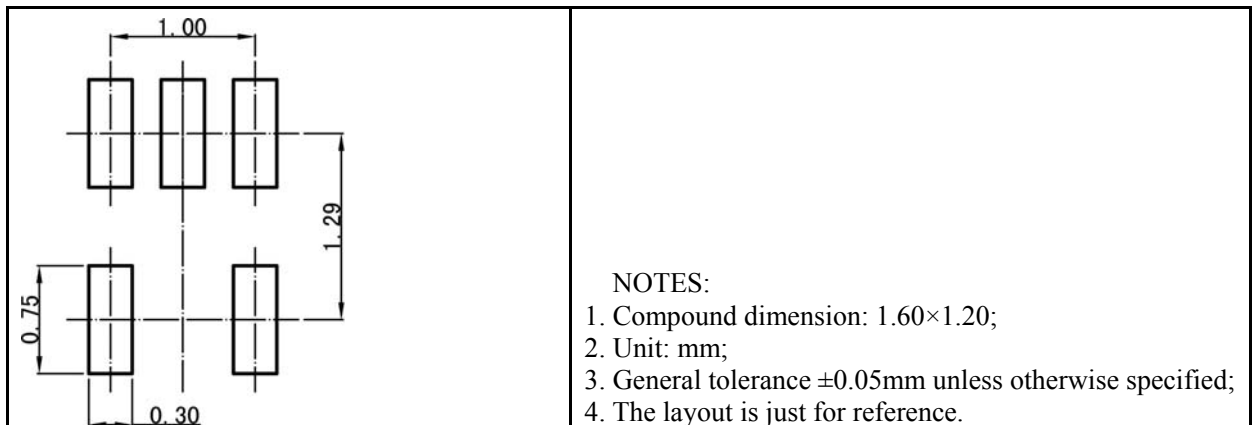 1.00
1.29
0.75
0.30
NOTES:
1. Compound dimension: 1.60×1.20;
2. Unit: mm;
3. General tolerance ±0.05mm unless otherwise specified;
4. The layout is just for reference.